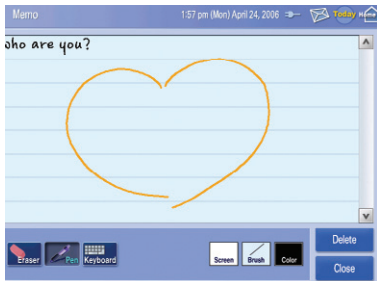 Memo 1:57 pm (Mon) April 24, 2006 Today
who are you?
Eraser Pen Keyboard Screen Brush Color
Delete
Close